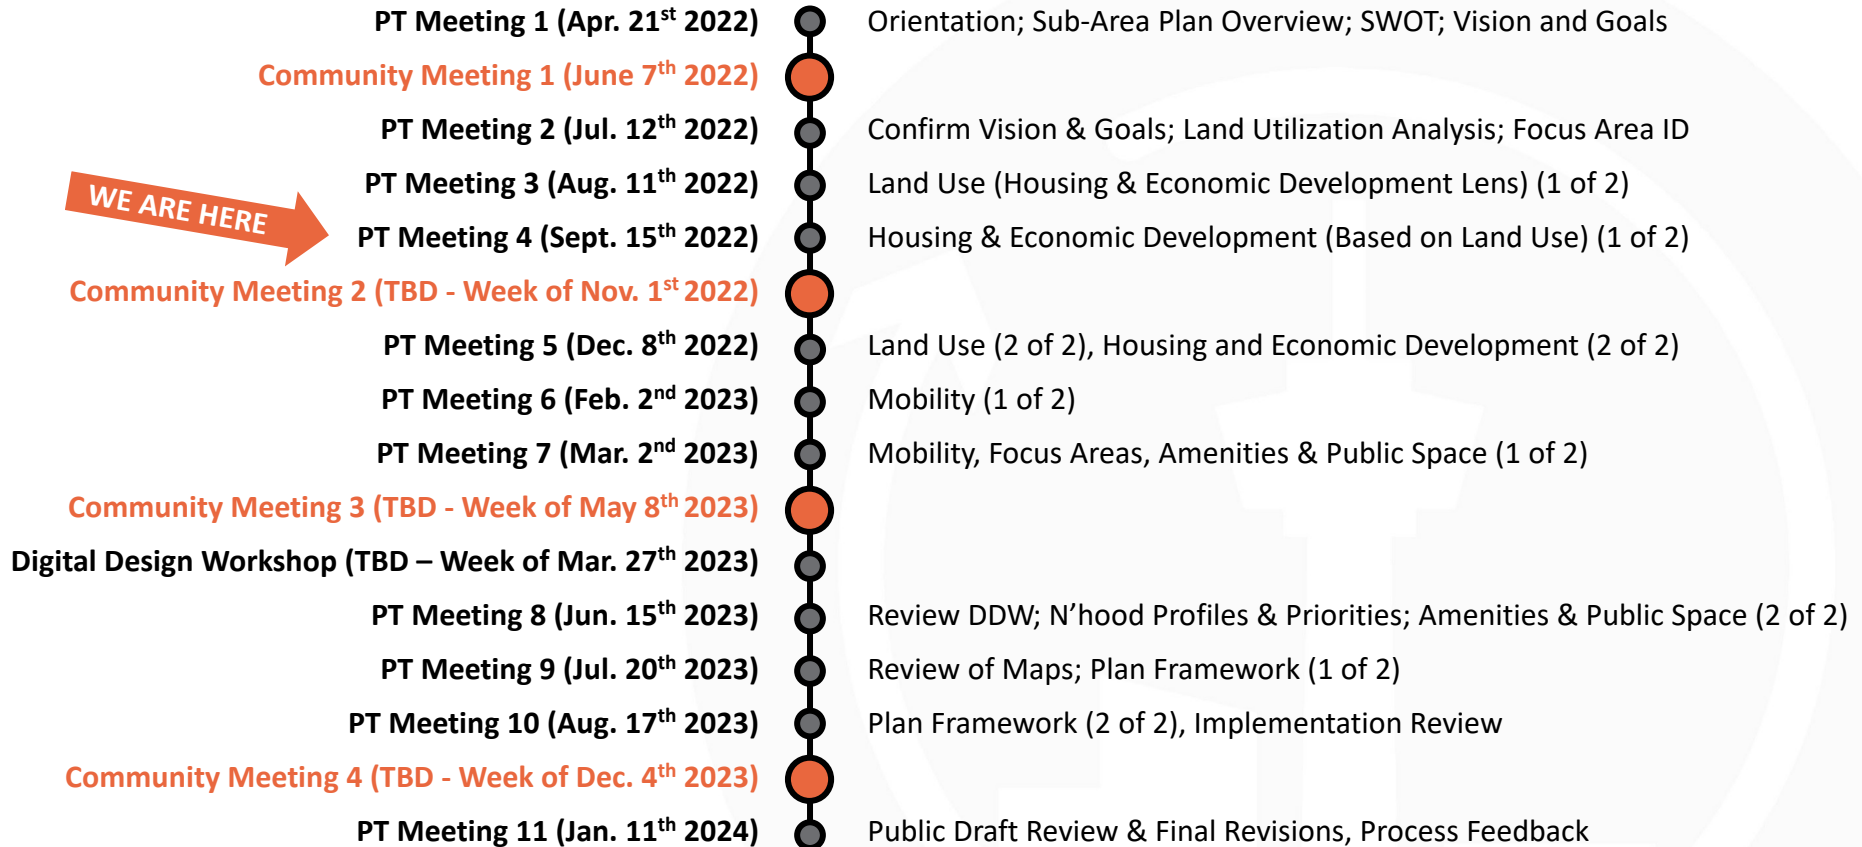 PT Meeting 1 (Apr. 21st 2022) Orientation; Sub-Area Plan Overview; SWOT; Vision and Goals
Community Meeting 1 (June 7th 2022)
PT Meeting 2 (Jul. 12th 2022) Confirm Vision & Goals; Land Utilization Analysis; Focus Area ID
PT Meeting 3 (Aug. 11th 2022) Land Use (Housing & Economic Development Lens) (1 of 2)
WE ARE HERE
PT Meeting 4 (Sept. 15th 2022) Housing & Economic Development (Based on Land Use) (1 of 2)
Community Meeting 2 (TBD - Week of Nov. 1st 2022)
PT Meeting 5 (Dec. 8th 2022) Land Use (2 of 2), Housing and Economic Development (2 of 2)
PT Meeting 6 (Feb. 2nd 2023) Mobility (1 of 2)
PT Meeting 7 (Mar. 2nd 2023) Mobility, Focus Areas, Amenities & Public Space (1 of 2)
Community Meeting 3 (TBD - Week of May 8th 2023)
Digital Design Workshop (TBD – Week of Mar. 27th 2023)
PT Meeting 8 (Jun. 15th 2023) Review DDW; N’hood Profiles & Priorities; Amenities & Public Space (2 of 2)
PT Meeting 9 (Jul. 20th 2023) Review of Maps; Plan Framework (1 of 2)
PT Meeting 10 (Aug. 17th 2023) Plan Framework (2 of 2), Implementation Review
Community Meeting 4 (TBD - Week of Dec. 4th 2023)
PT Meeting 11 (Jan. 11th 2024) Public Draft Review & Final Revisions, Process Feedback